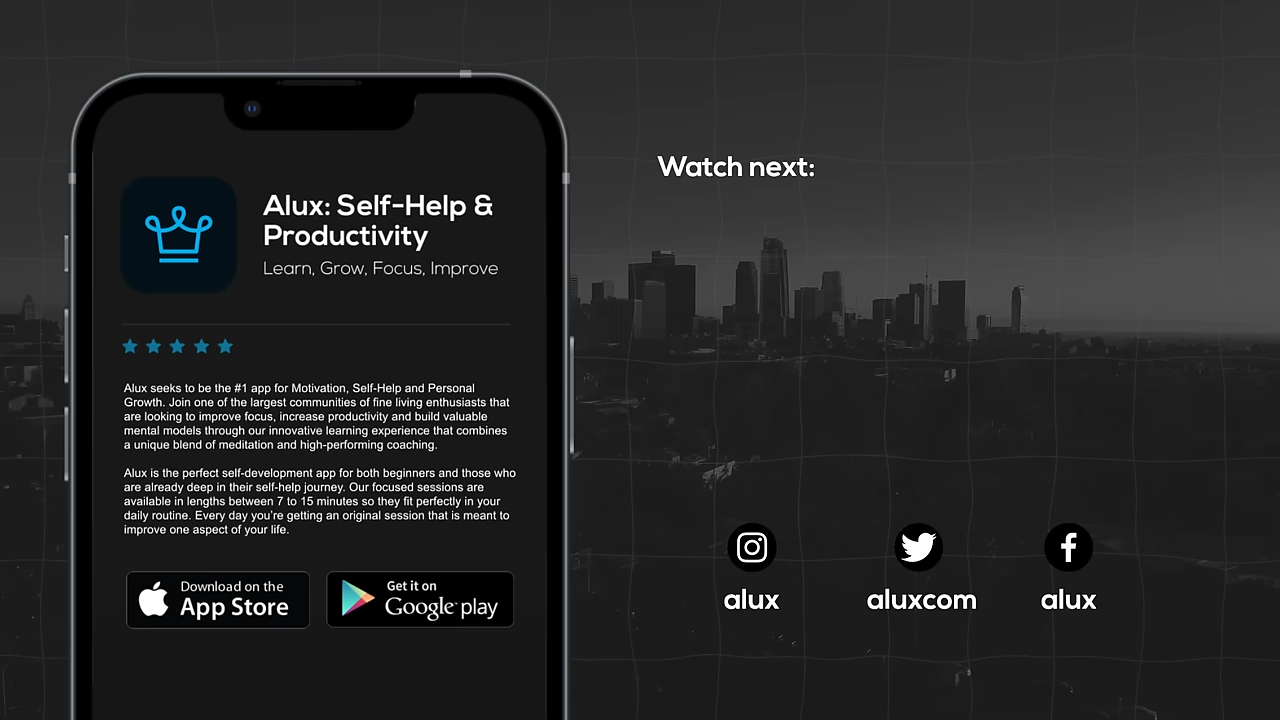 Alux: Self-Help &
Productivity
Learn, Grow, Focus, Improve
Alux seeks to be the #1 app for Motivation, Self-Help and Personal
Growth. Join one of the largest communities of fine living enthusiasts that
are looking to improve focus, increase productivity and build valuable
mental models through our innovative learning experience that combines
a unique blend of meditation and high-performing coaching.
Alux is the perfect self-development app for both beginners and those who
are already deep in their self-help journey. Our focused sessions are
available in lengths between 7 to 15 minutes so they fit perfectly in your
daily routine. Every day you're getting an original session that is meant to
improve one aspect of your life.
Download on the
App Store
Get it on
Google play
Watch next:
alux
aluxcom
alux